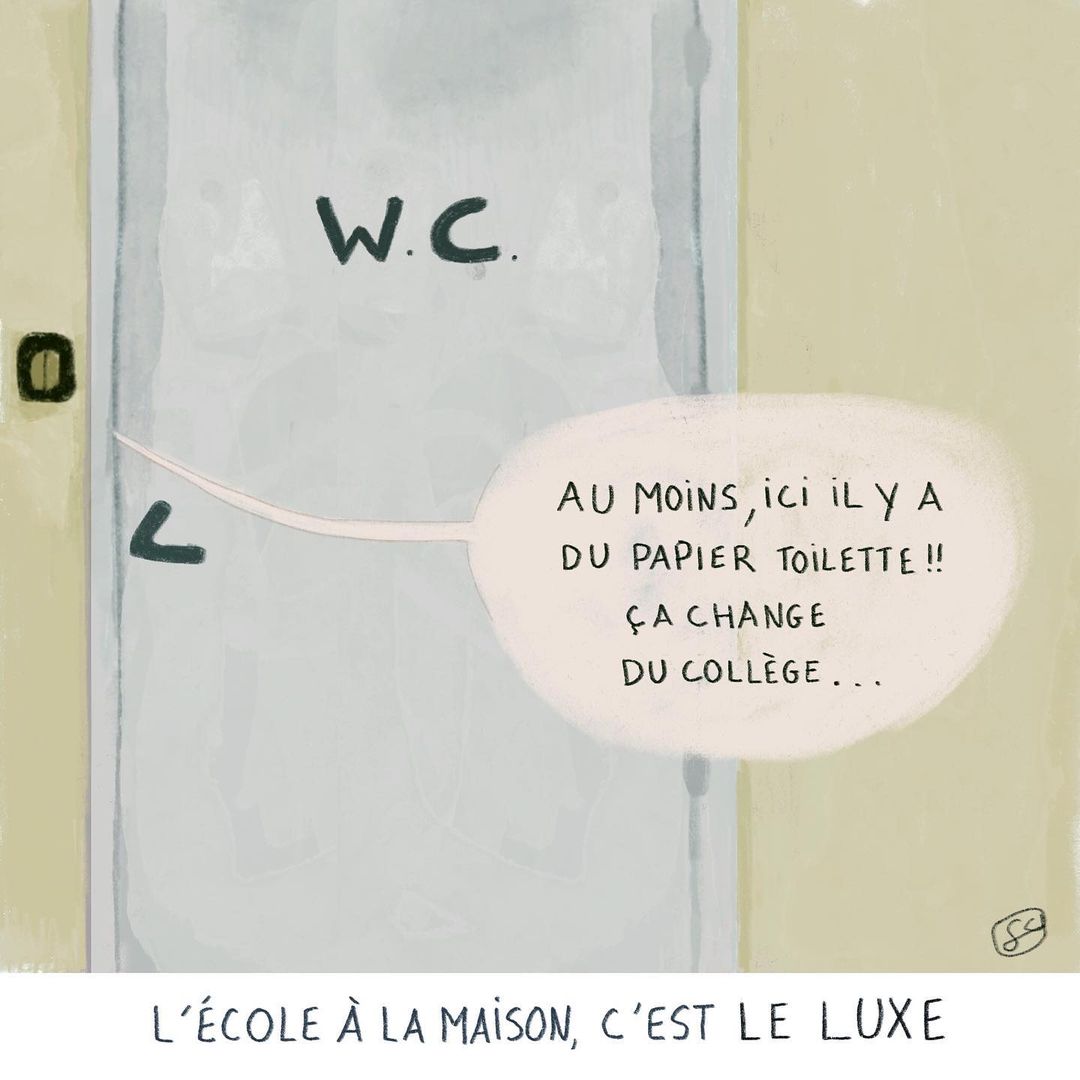 W.C.
AU MOINS, ICI IL Y A
DU PAPIER TOILETTE !!
ÇA CHANGE
DU COLLÈGE...
L'ÉCOLE À LA MAISON, C'EST LE LUXE